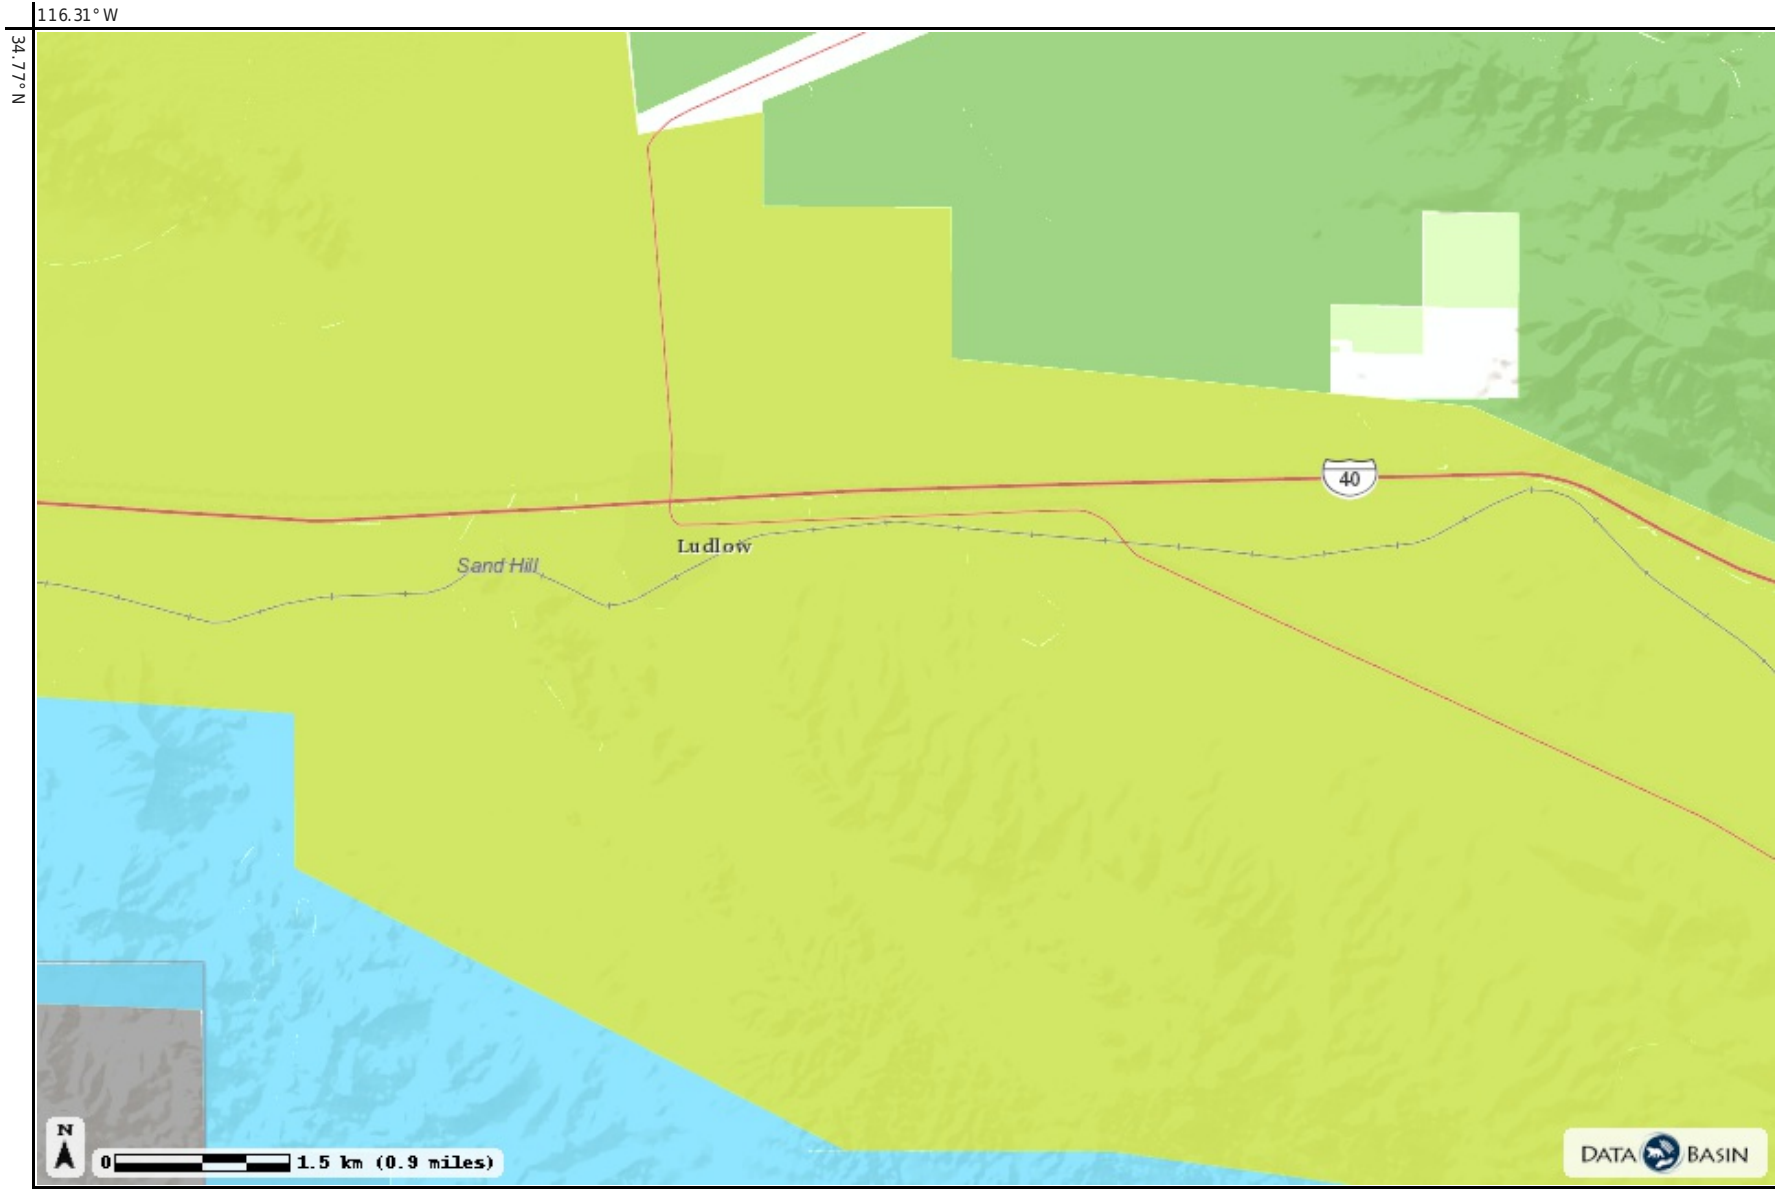 116.31° W
34.77° N
40
Ludlow
Sand Hill
N
0 1.5 km (0.9 miles)
DATA BASIN